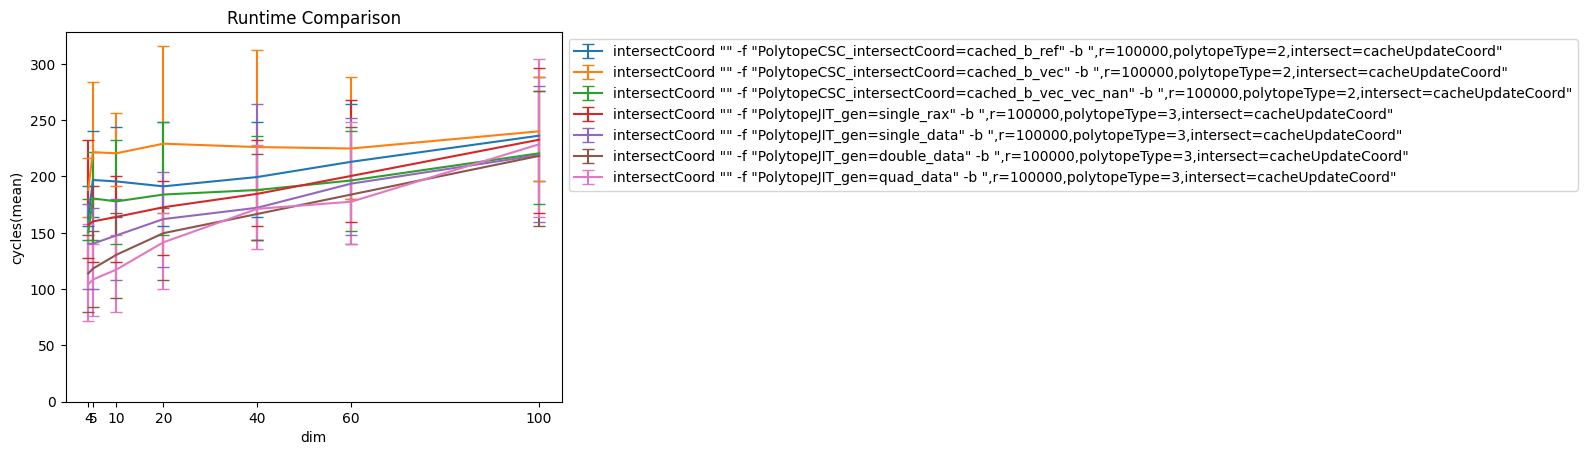 Runtime Comparison
cycles(mean)
300
250
200
150
100
50
0
4 5 10 20 40 60 100
dim
intersectCoord "" -f "PolytopeCSC_intersectCoord=cached_b_ref" -b ",r=100000,polytopeType=2,intersect=cacheUpdateCoord"
intersectCoord "" -f "PolytopeCSC_intersectCoord=cached_b_vec" -b ",r=100000,polytopeType=2,intersect=cacheUpdateCoord"
intersectCoord "" -f "PolytopeCSC_intersectCoord=cached_b_vec_vec_nan" -b ",r=100000,polytopeType=2,intersect=cacheUpdateCoord"
intersectCoord "" -f "PolytopeJIT_gen=single_rax" -b ",r=100000,polytopeType=3,intersect=cacheUpdateCoord"
intersectCoord "" -f "PolytopeJIT_gen=single_data" -b ",r=100000,polytopeType=3,intersect=cacheUpdateCoord"
intersectCoord "" -f "PolytopeJIT_gen=double_data" -b ",r=100000,polytopeType=3,intersect=cacheUpdateCoord"
intersectCoord "" -f "PolytopeJIT_gen=quad_data" -b ",r=100000,polytopeType=3,intersect=cacheUpdateCoord"